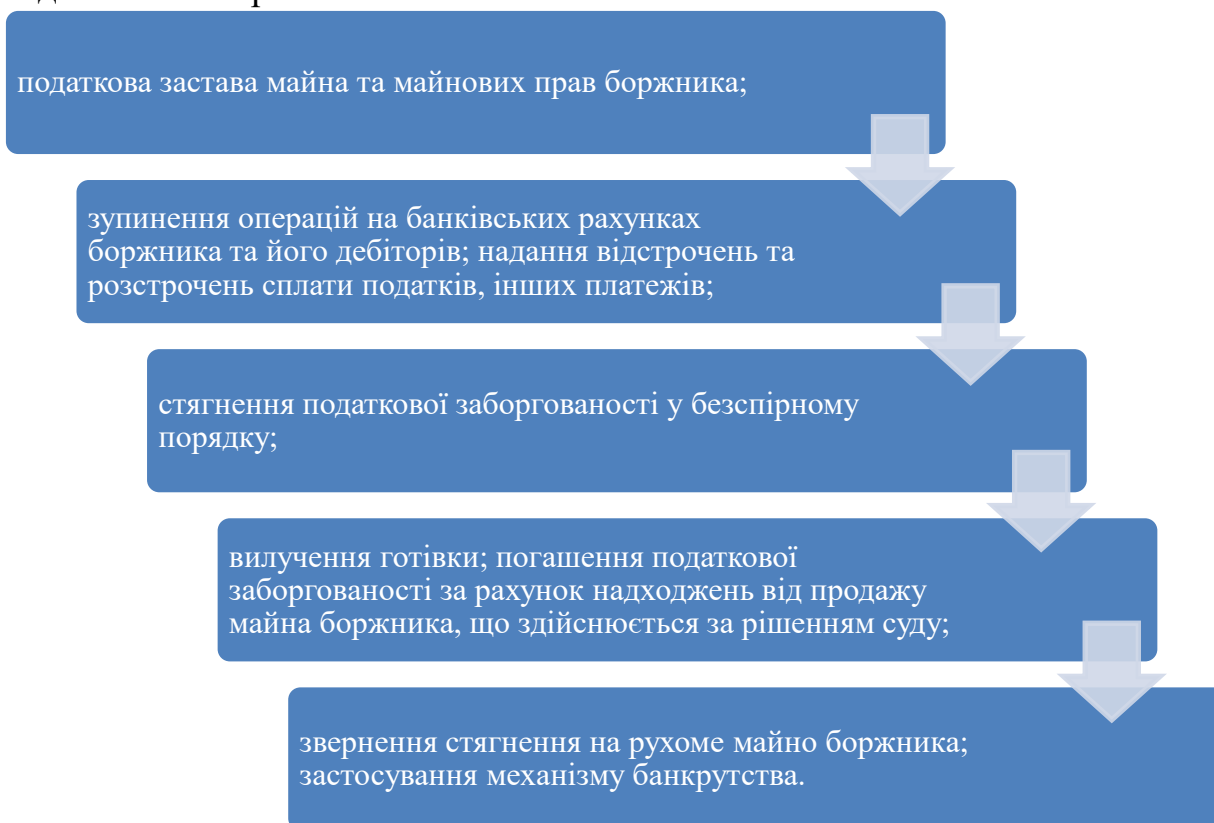 податкова застава майна та майнових прав боржника;
зупинення операцій на банківських рахунках
боржника та його дебіторів; надання відстрочень та
розстрочень сплати податків, інших платежів;
стягнення податкової заборгованості у безспірному
порядку;
вилучення готівки; погашення податкової
заборгованості за рахунок надходжень від продажу
майна боржника, що здійснюється за рішенням суду;
звернення стягнення на рухоме майно боржника;
застосування механізму банкрутства.